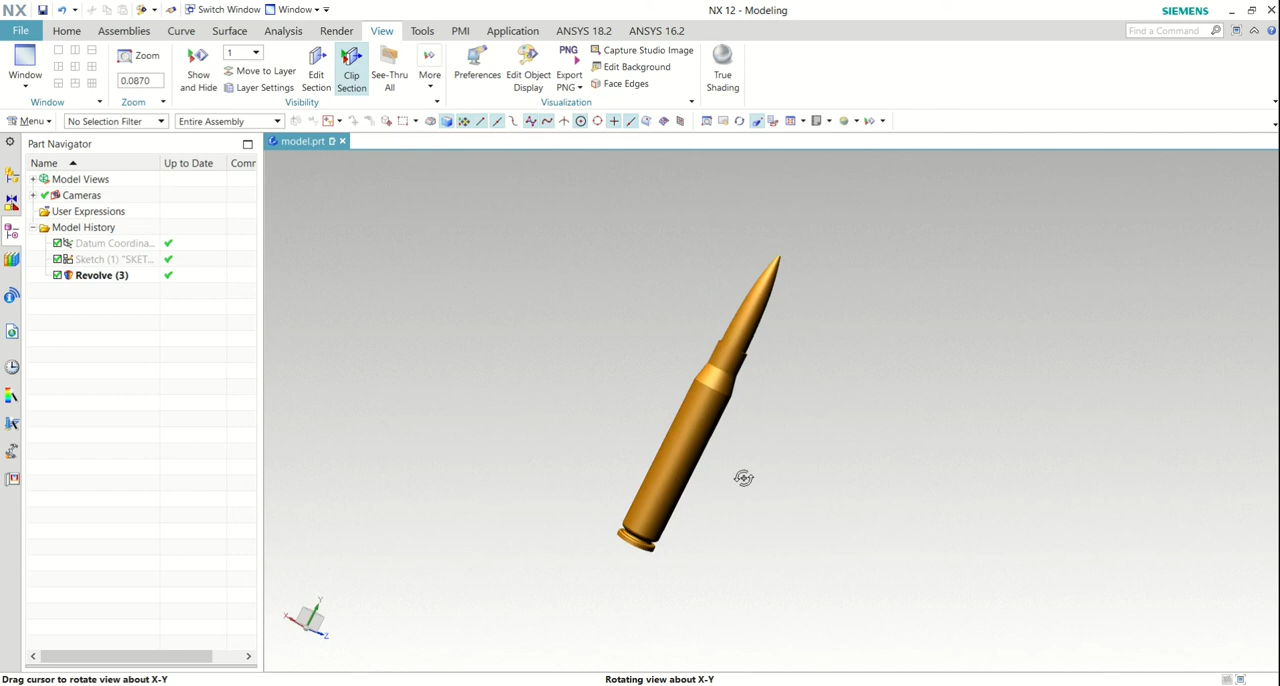 NX Switch Window Window NX 12 - Modeling SIEMENS
File Home Assemblies Curve Surface Analysis Render View Tools PMI Application ANSYS 18.2 ANSYS 16.2 Find a Command
Window
Window
Zoom
0.0870
Zoom
Show and Hide
1
Move to Layer
Layer Settings
Edit Section
Clip Section
See-Thru All
More
Visibility
Preferences
Edit Object Display
PNG
Export PNG
Capture Studio Image
Edit Background
Face Edges
Visualization
True Shading
Menu No Selection Filter Entire Assembly
Part Navigator
model.prt
Name Up to Date Comr
Model Views
Cameras
User Expressions
Model History
Datum Coordina...
Sketch (1) "SKET...
Revolve (3)
X Y Z
Drag cursor to rotate view about X-Y Rotating view about X-Y